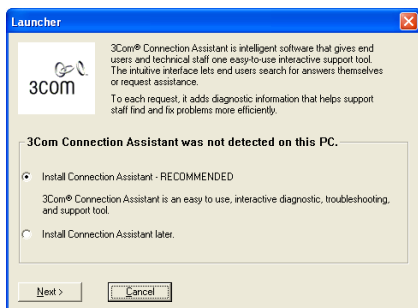 Launcher
3Com® Connection Assistant is intelligent software that gives end
users and technical staff one easy-to-use interactive support tool.
The intuitive interface lets end users search for answers themselves
or request assistance.
To each request, it adds diagnostic information that helps support
staff find and fix problems more efficiently.
3COM
3Com Connection Assistant was not detected on this PC.
Install Connection Assistant - RECOMMENDED
3Com® Connection Assistant is an easy to use, interactive diagnostic, troubleshooting,
and support tool.
Install Connection Assistant later.
Next > Cancel